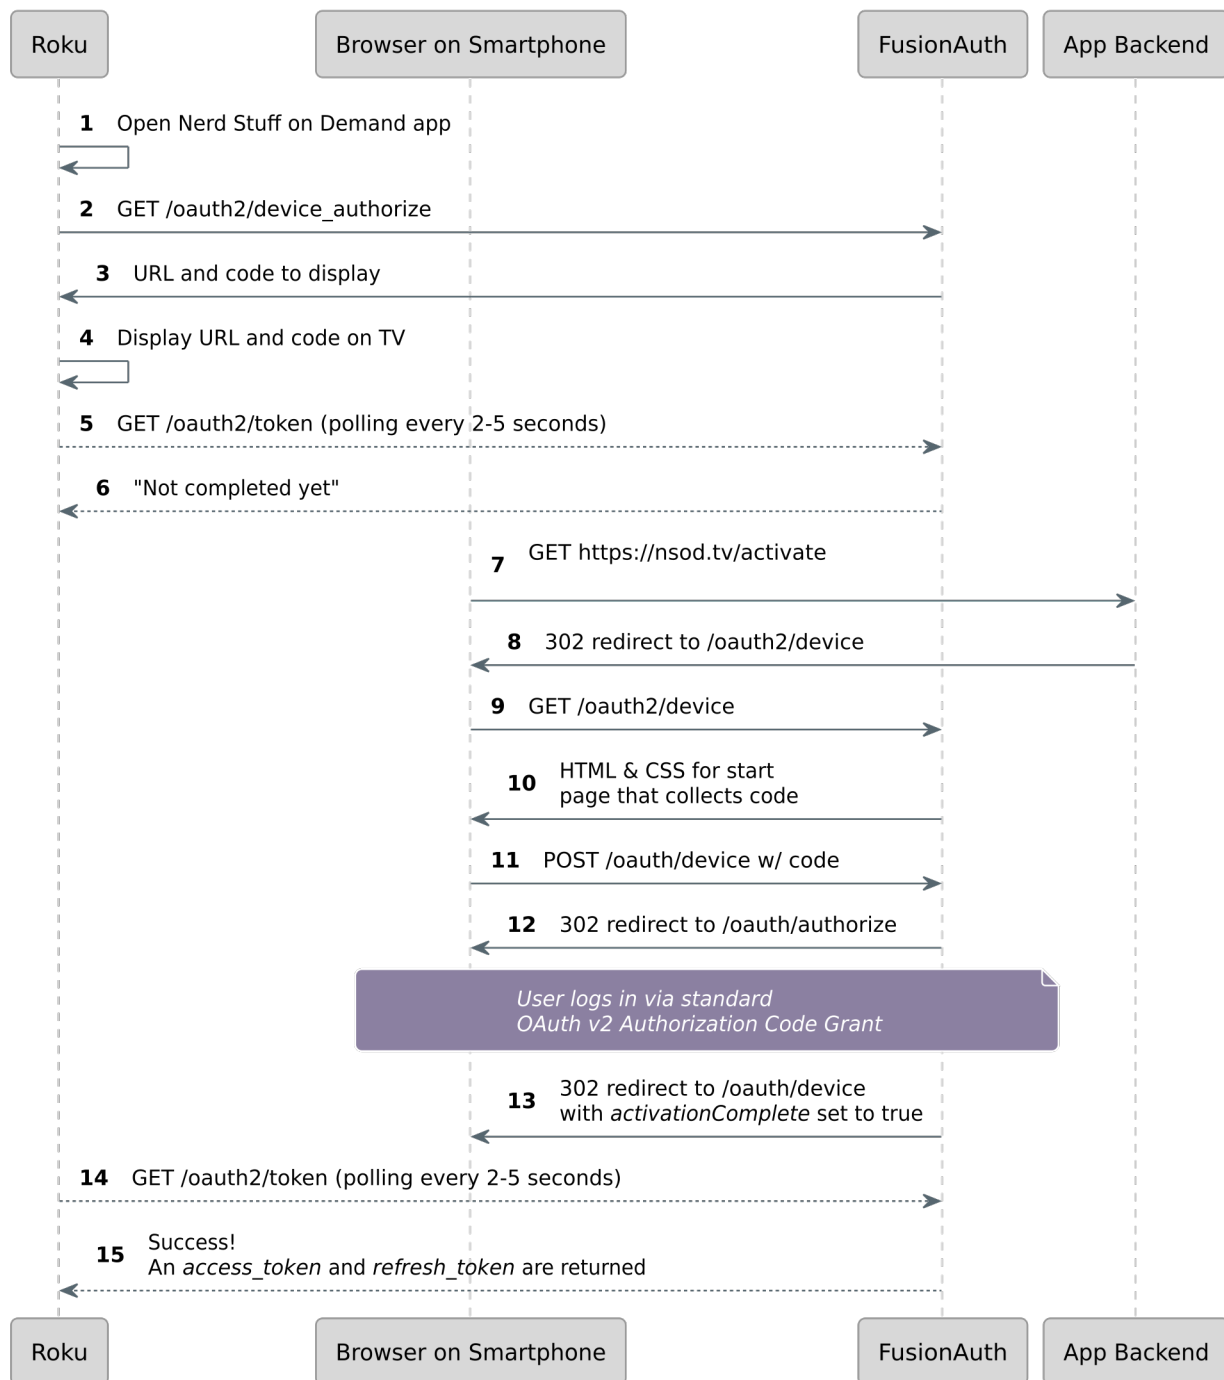 Roku
Browser on Smartphone
FusionAuth
App Backend
1 Open Nerd Stuff on Demand app
2 GET /oauth2/device_authorize
3 URL and code to display
4 Display URL and code on TV
5 GET /oauth2/token (polling every 2-5 seconds)
6 "Not completed yet"
7 GET https://nsod.tv/activate
8 302 redirect to /oauth2/device
9 GET /oauth2/device
10 HTML & CSS for start
page that collects code
11 POST /oauth/device w/ code
12 302 redirect to /oauth/authorize
User logs in via standard
OAuth v2 Authorization Code Grant
13 302 redirect to /oauth/device
with activationComplete set to true
14 GET /oauth2/token (polling every 2-5 seconds)
15 Success!
An access_token and refresh_token are returned
Roku
Browser on Smartphone
FusionAuth
App Backend